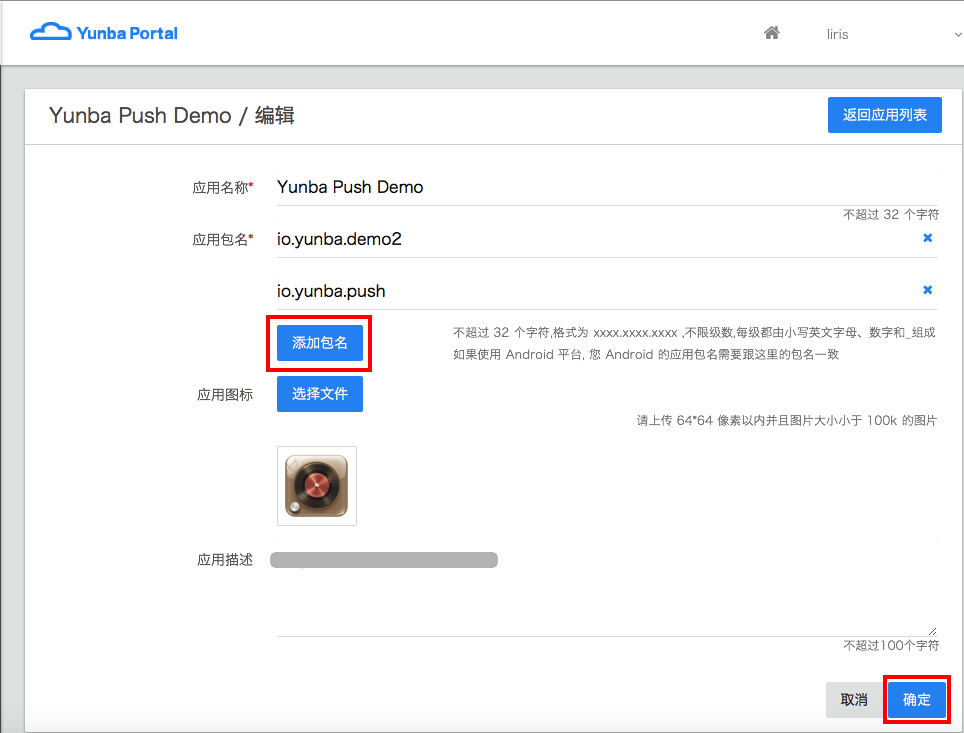 Yunba Portal
liris
Yunba Push Demo / 编辑
返回应用列表
应用名称* Yunba Push Demo
不超过 32 个字符
应用包名* io.yunba.demo2
io.yunba.push
添加包名
不超过 32 个字符,格式为 xxxx.xxxx.xxxx ,不限级数,每级都由小写英文字母、数字和_组成
如果使用 Android 平台, 您 Android 的应用包名需要跟这里的包名一致
应用图标 选择文件
请上传 64*64 像素以内并且图片大小小于 100k 的图片
应用描述
不超过100个字符
取消 确定